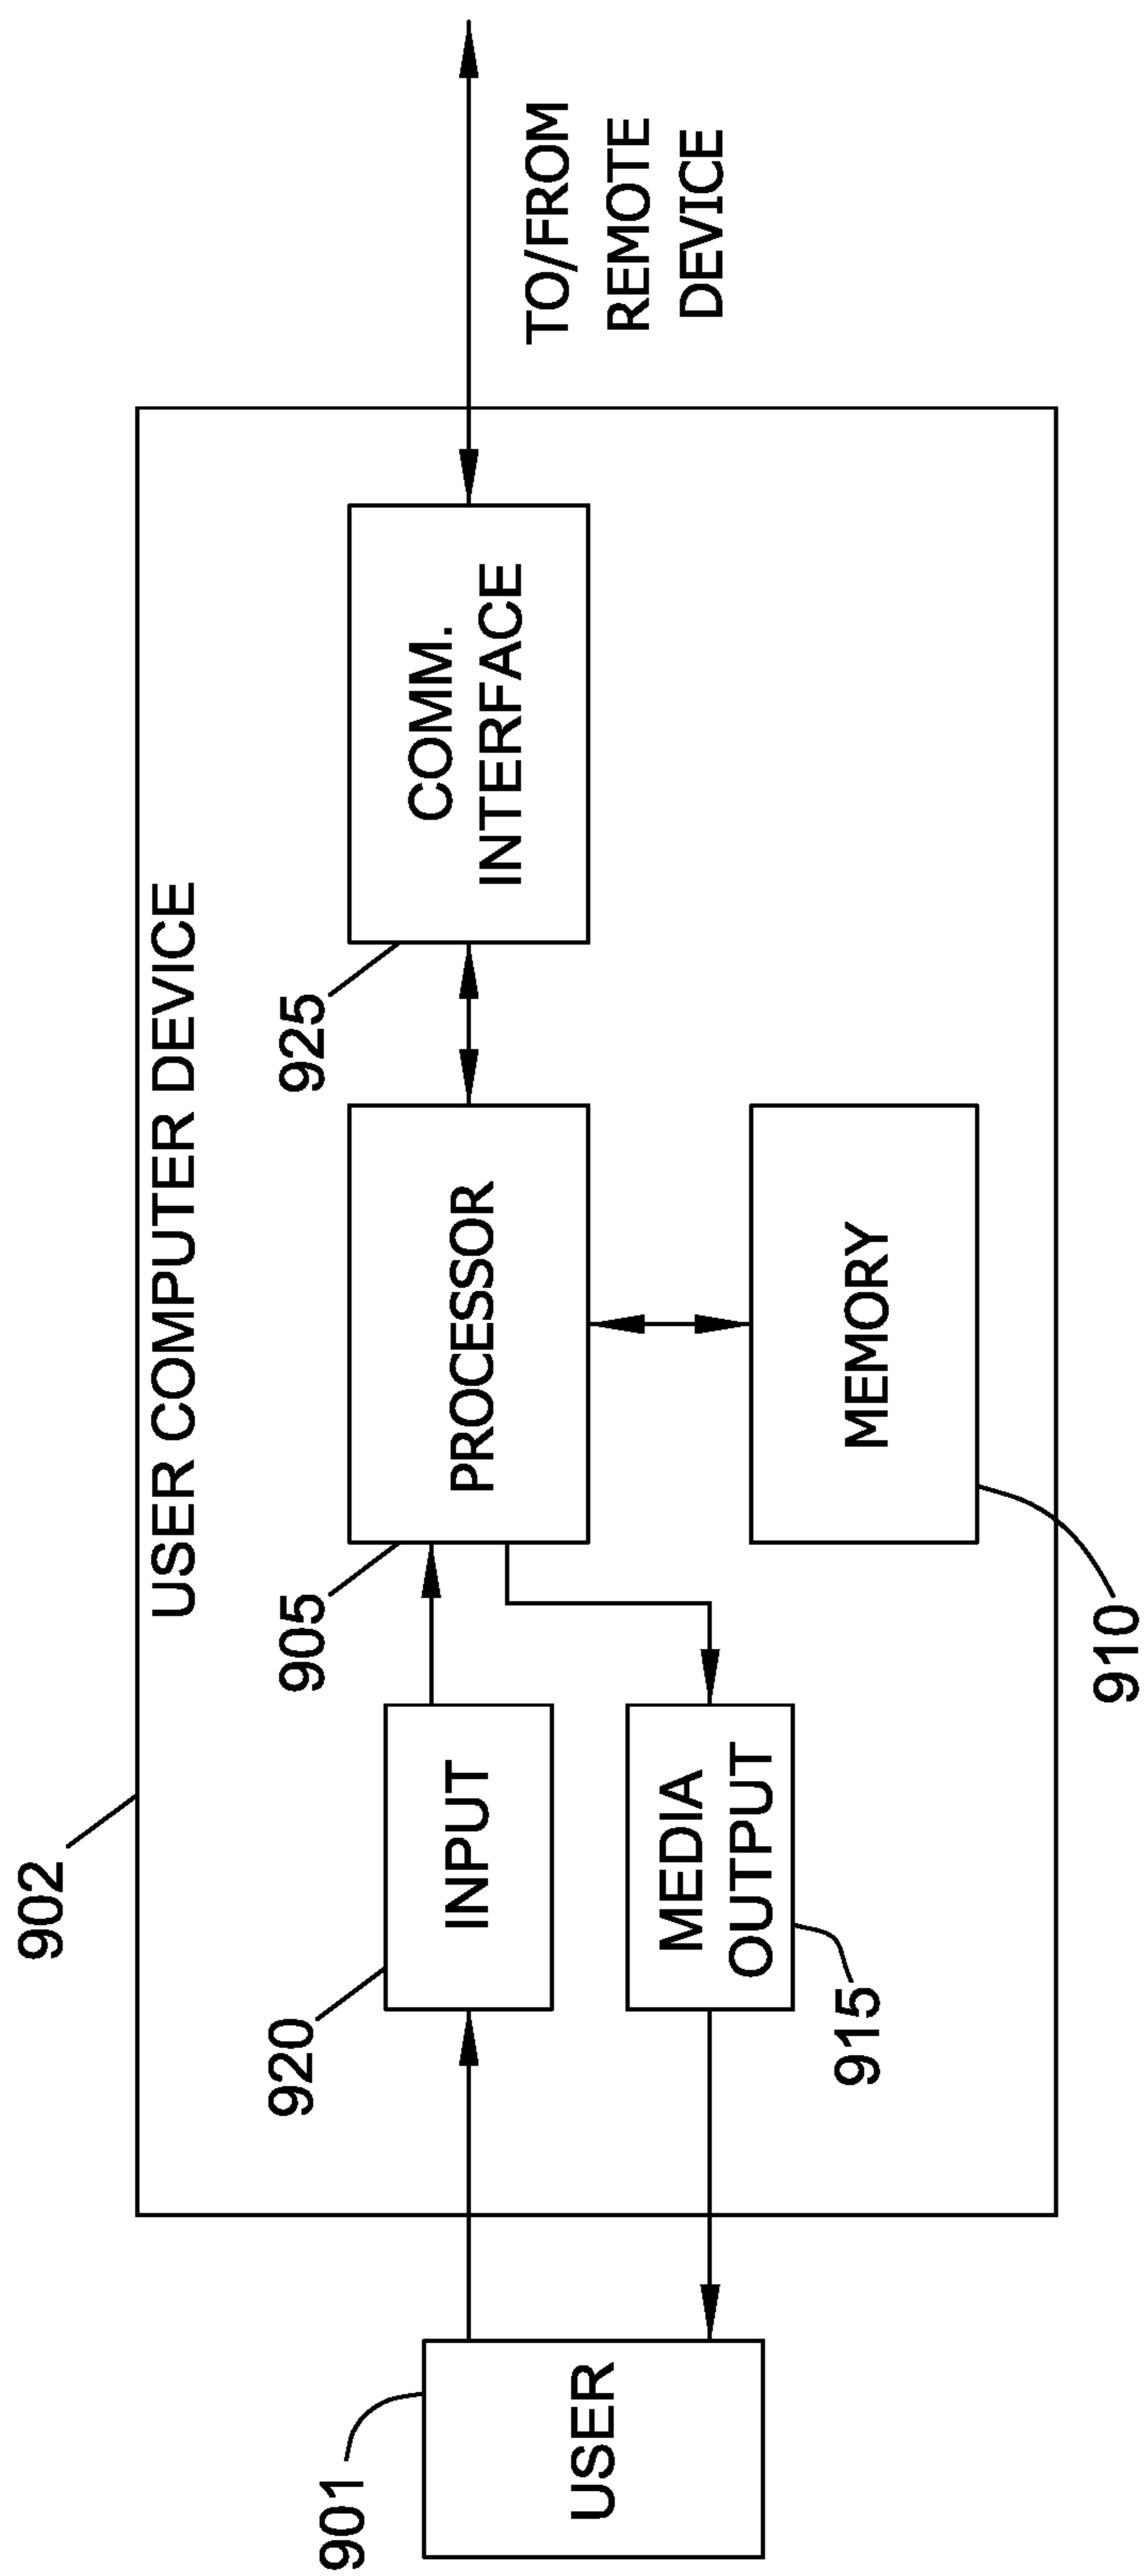 902
USER COMPUTER DEVICE
901
USER
920
INPUT
905
PROCESSOR
925
COMM.
INTERFACE
TO/FROM
REMOTE
DEVICE
MEDIA
OUTPUT
915
MEMORY
910